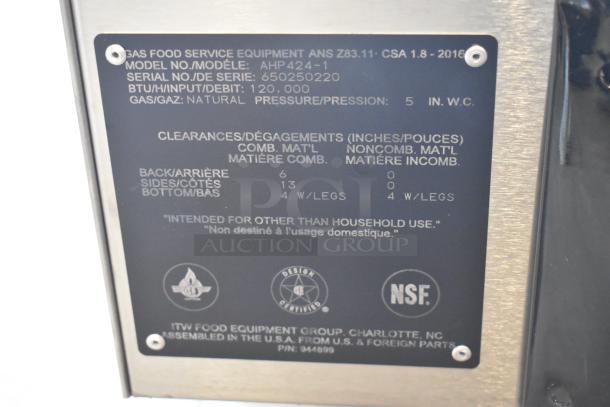 GAS FOOD SERVICE EQUIPMENT ANS Z83.11· CSA 1.8 - 2016
MODEL NO./MODÈLE: AHP424-1
SERIAL NO./DE SERIE: 650250220
BTU/H/INPUT/DEBIT: 120,000
GAS/GAZ: NATURAL PRESSURE/PRESSION: 5 IN. W.C.
CLEARANCES/DÉGAGEMENTS (INCHES/POUCES)
COMB. MAT'L NONCOMB. MAT'L
MATIÈRE COMB. MATIÈRE INCOMB.
BACK/ARRIÈRE 6 0
SIDES/CÔTÉS 13 0
BOTTOM/BAS 4 W/LEGS 4 W/LEGS
PCI
AUCTION GROUP
"INTENDED FOR OTHER THAN HOUSEHOLD USE."
"Non destiné à l'usage domestique."
DESIGN
CERTIFIED
NSF.
ITW FOOD EQUIPMENT GROUP, CHARLOTTE, NC
ASSEMBLED IN THE U.S.A. FROM U.S. & FOREIGN PARTS
P/N: 944899